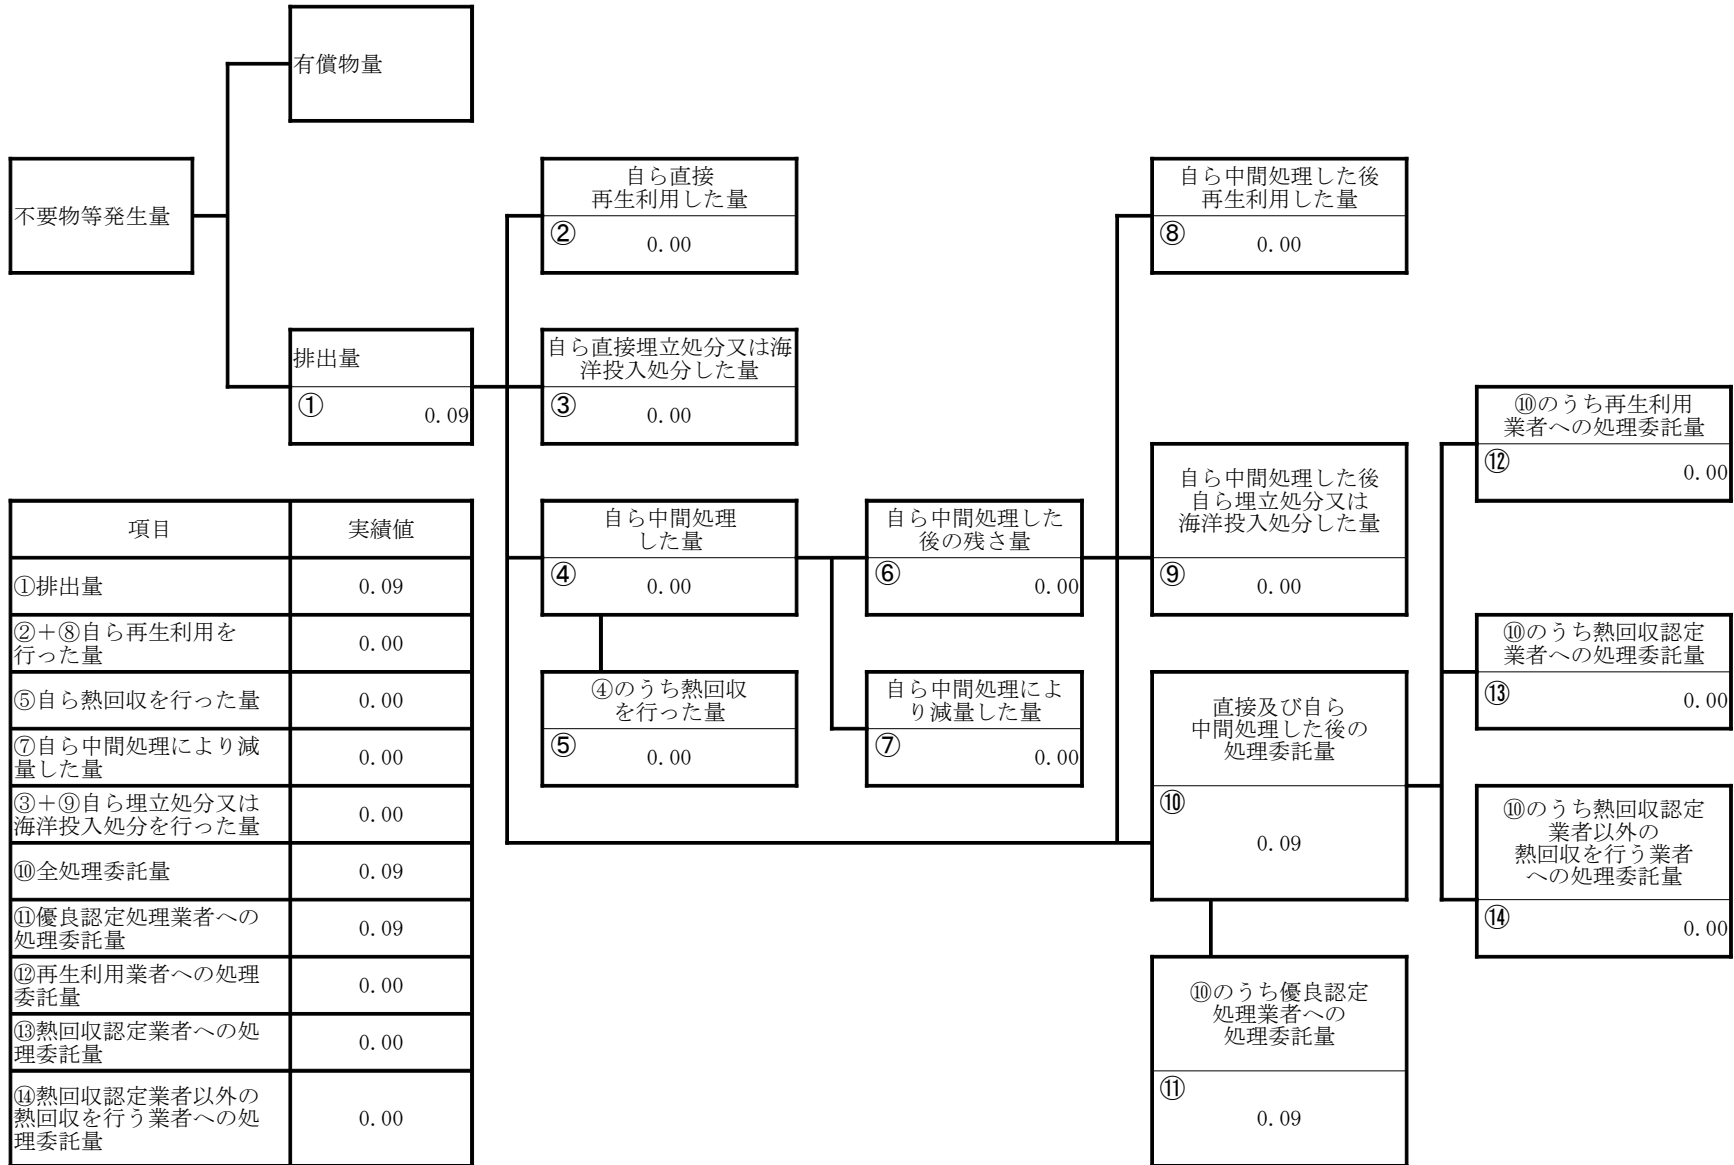 有償物量
不要物等発生量
自ら直接
再生利用した量
②
0.00
自ら中間処理した後
再生利用した量
⑧
0.00
排出量
①
0.09
自ら直接埋立処分又は海
洋投入処分した量
③
0.00
⑩のうち再生利用
業者への処理委託量
⑫
0.00
自ら中間処理
した量
④
0.00
自ら中間処理した
後の残さ量
⑥
0.00
自ら中間処理した後
自ら埋立処分又は
海洋投入処分した量
⑨
0.00
⑩のうち熱回収認定
業者への処理委託量
⑬
0.00
④のうち熱回収
を行った量
⑤
0.00
自ら中間処理によ
り減量した量
⑦
0.00
直接及び自ら
中間処理した後の
処理委託量
⑩
0.09
⑩のうち熱回収認定
業者以外の
熱回収を行う業者
への処理委託量
⑭
0.00
⑩のうち優良認定
処理業者への
処理委託量
⑪
0.09
項目 実績値
①排出量 0.09
②＋⑧自ら再生利用を
行った量 0.00
⑤自ら熱回収を行った量 0.00
⑦自ら中間処理により減
量した量 0.00
③＋⑨自ら埋立処分又は
海洋投入処分を行った量 0.00
⑩全処理委託量 0.09
⑪優良認定処理業者への
処理委託量 0.09
⑫再生利用業者への処理
委託量 0.00
⑬熱回収認定業者への処
理委託量 0.00
⑭熱回収認定業者以外の
熱回収を行う業者への処
理委託量 0.00